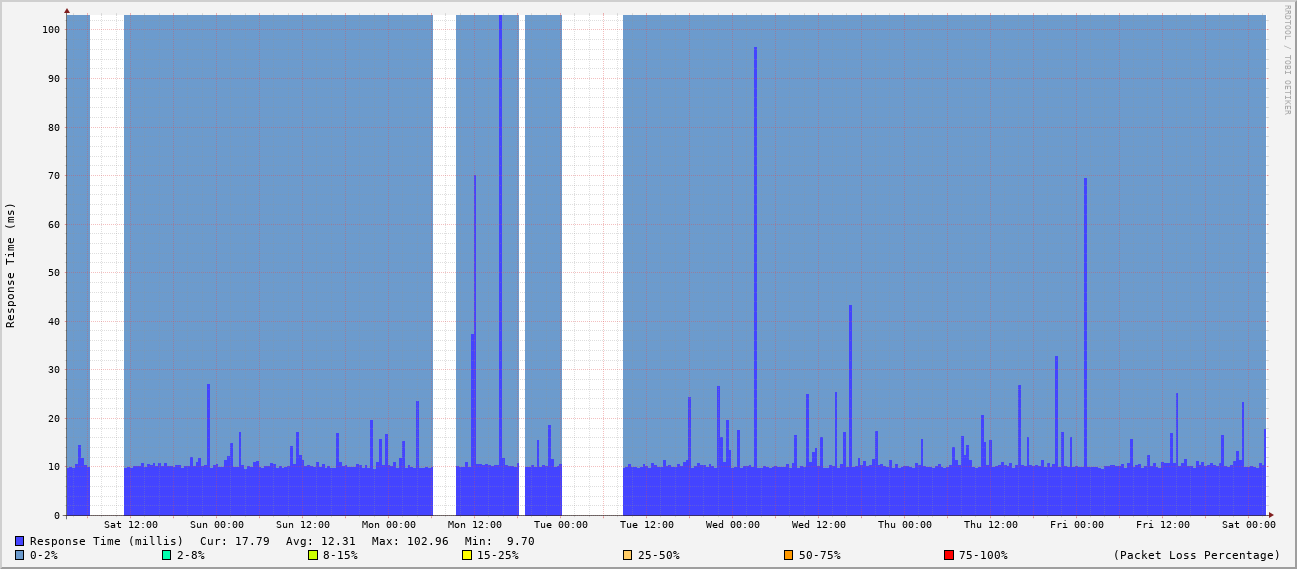 RRDTOOL / TOBI OETIKER
Response Time (ms)
100
90
80
70
60
50
40
30
20
10
0
Sat 12:00 Sun 00:00 Sun 12:00 Mon 00:00 Mon 12:00 Tue 00:00 Tue 12:00 Wed 00:00 Wed 12:00 Thu 00:00 Thu 12:00 Fri 00:00 Fri 12:00 Sat 00:00
Response Time (millis) Cur: 17.79 Avg: 12.31 Max: 102.96 Min: 9.70
0-2% 2-8% 8-15% 15-25% 25-50% 50-75% 75-100% (Packet Loss Percentage)